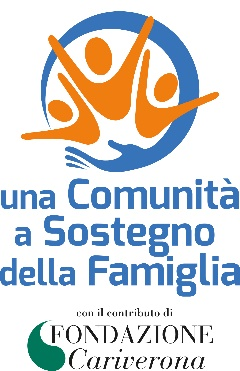 una Comunità
a Sostegno
della Famiglia
con il contributo di
FONDAZIONE
Cariverona